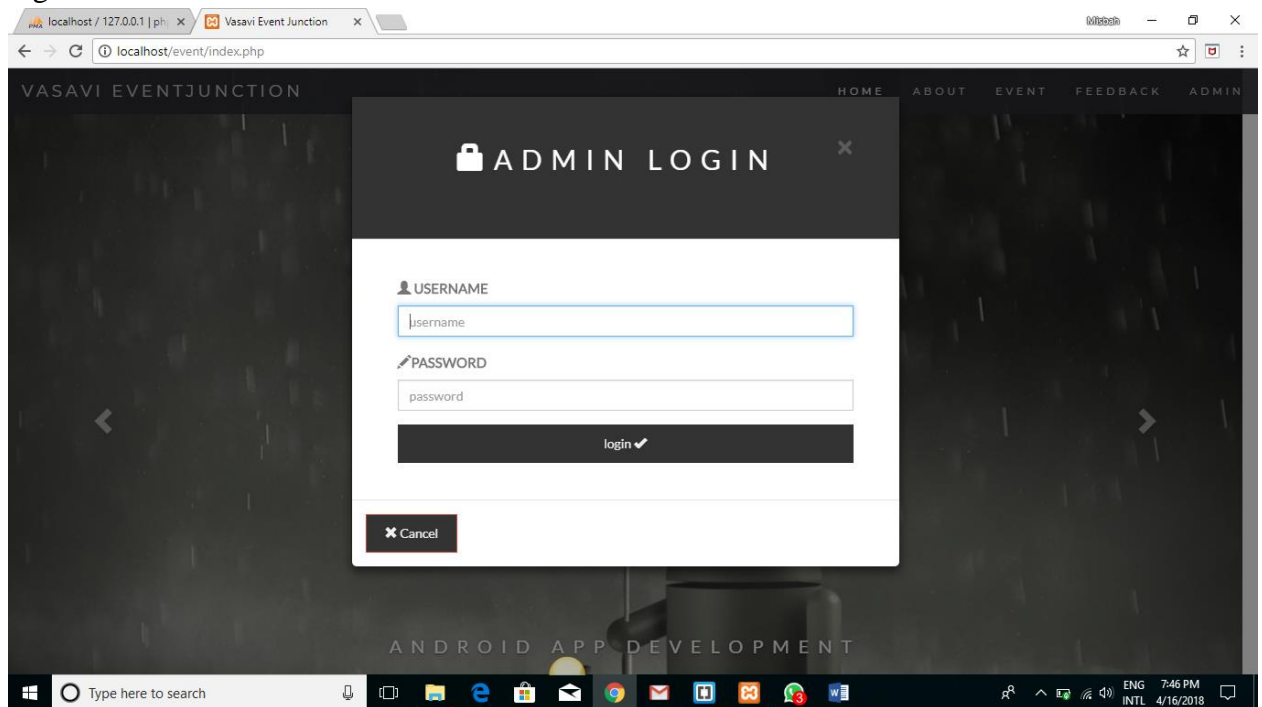 localhost / 127.0.0.1 | ph
Vasavi Event Junction
Misbah
localhost/event/index.php
VASAVI EVENTJUNCTION
HOME ABOUT EVENT FEEDBACK ADMIN
ADMIN LOGIN
USERNAME
username
PASSWORD
password
login
Cancel
ANDROID APP DEVELOPMENT
Type here to search
3
ENG 7:46 PM
INTL 4/16/2018